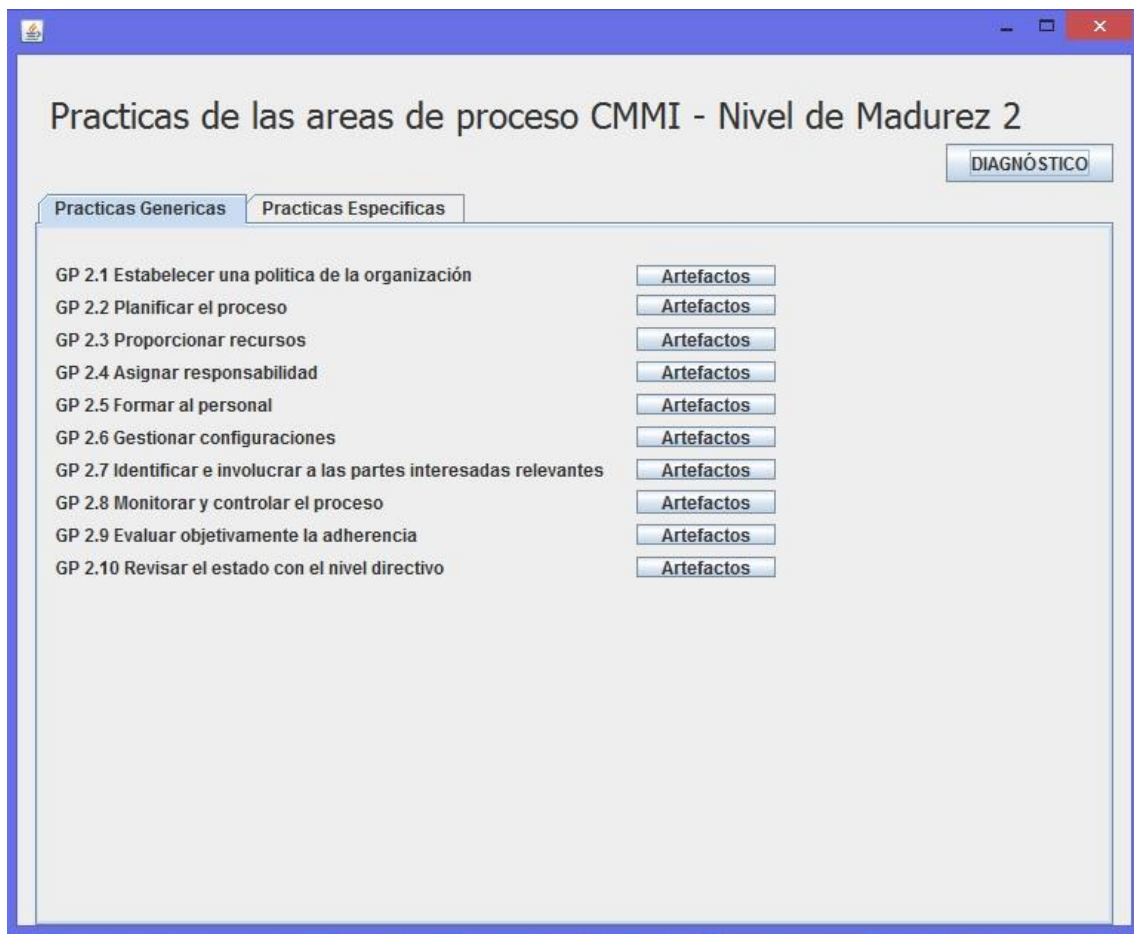 Practicas de las areas de proceso CMMI - Nivel de Madurez 2
DIAGNÓSTICO
Practicas Genericas Practicas Especificas
GP 2.1 Estabelecer una politica de la organización Artefactos
GP 2.2 Planificar el proceso Artefactos
GP 2.3 Proporcionar recursos Artefactos
GP 2.4 Asignar responsabilidad Artefactos
GP 2.5 Formar al personal Artefactos
GP 2.6 Gestionar configuraciones Artefactos
GP 2.7 Identificar e involucrar a las partes interesadas relevantes Artefactos
GP 2.8 Monitorar y controlar el proceso Artefactos
GP 2.9 Evaluar objetivamente la adherencia Artefactos
GP 2.10 Revisar el estado con el nivel directivo Artefactos